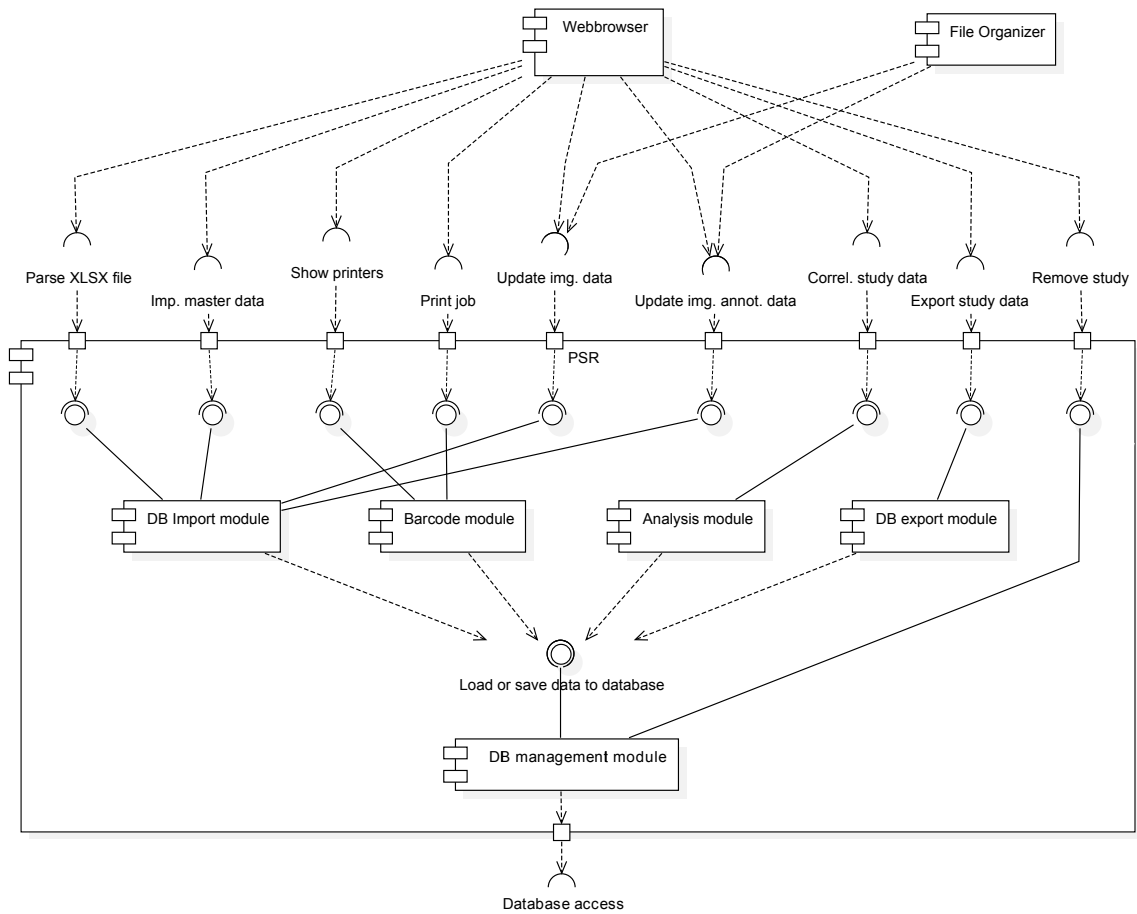 Webbrowser
File Organizer
Parse XLSX file
Imp. master data
Show printers
Print job
Update img. data
Update img. annot. data
Correl. study data
Export study data
Remove study
PSR
DB Import module
Barcode module
Analysis module
DB export module
Load or save data to database
DB management module
Database access